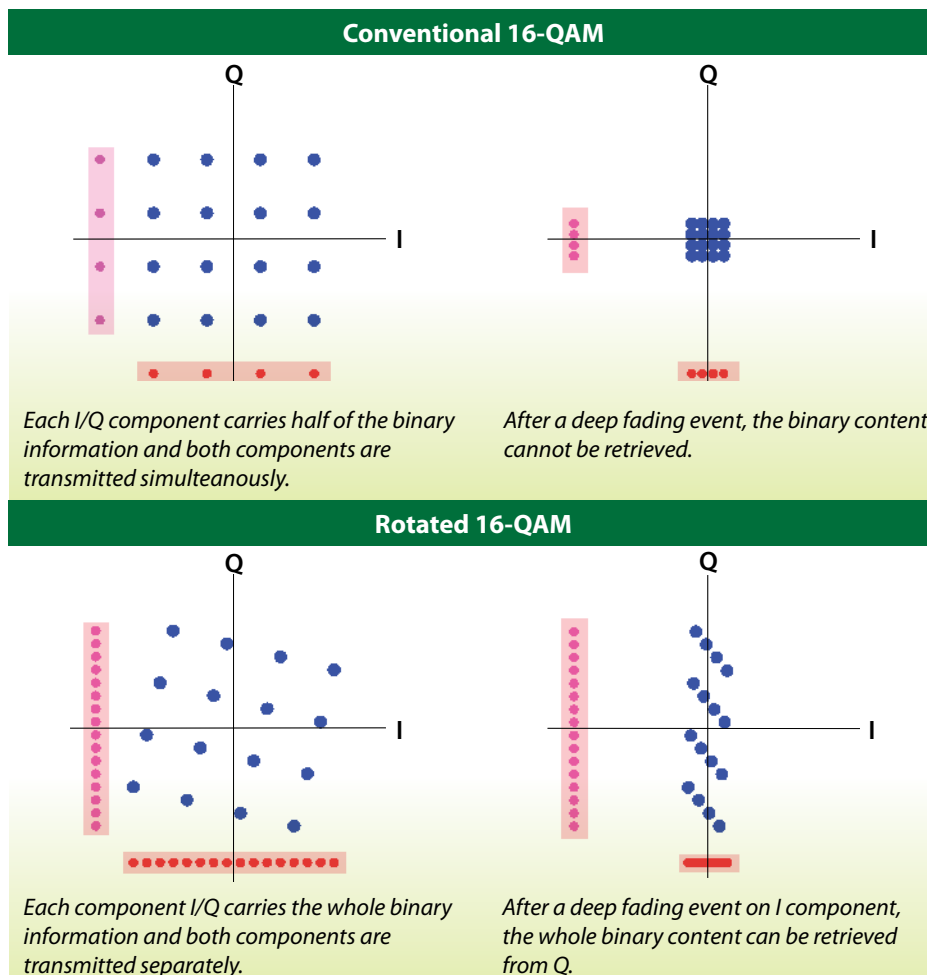 Conventional 16-QAM
Q
Q
I
I
Each I/Q component carries half of the binary
information and both components are
transmitted simulteanously.
After a deep fading event, the binary content
cannot be retrieved.
Rotated 16-QAM
Q
Q
I
I
Each component I/Q carries the whole binary
information and both components are
transmitted separately.
After a deep fading event on I component,
the whole binary content can be retrieved
from Q.